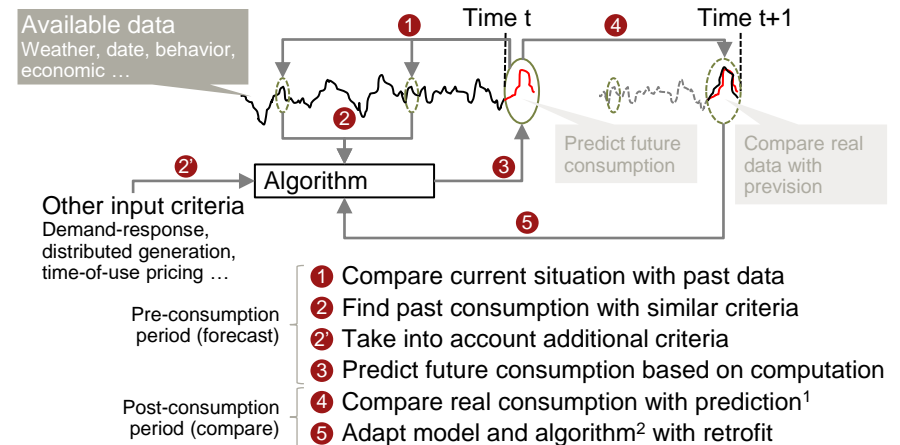 Available data
Weather, date, behavior,
economic …
1
Time t
4
Time t+1
2
Predict future
consumption
Compare real
data with
prevision
2'
Algorithm
3
Other input criteria
Demand-response,
distributed generation,
time-of-use pricing …
5
Pre-consumption
period (forecast)
1 Compare current situation with past data
2 Find past consumption with similar criteria
2' Take into account additional criteria
3 Predict future consumption based on computation
Post-consumption
period (compare)
4 Compare real consumption with prediction¹
5 Adapt model and algorithm² with retrofit